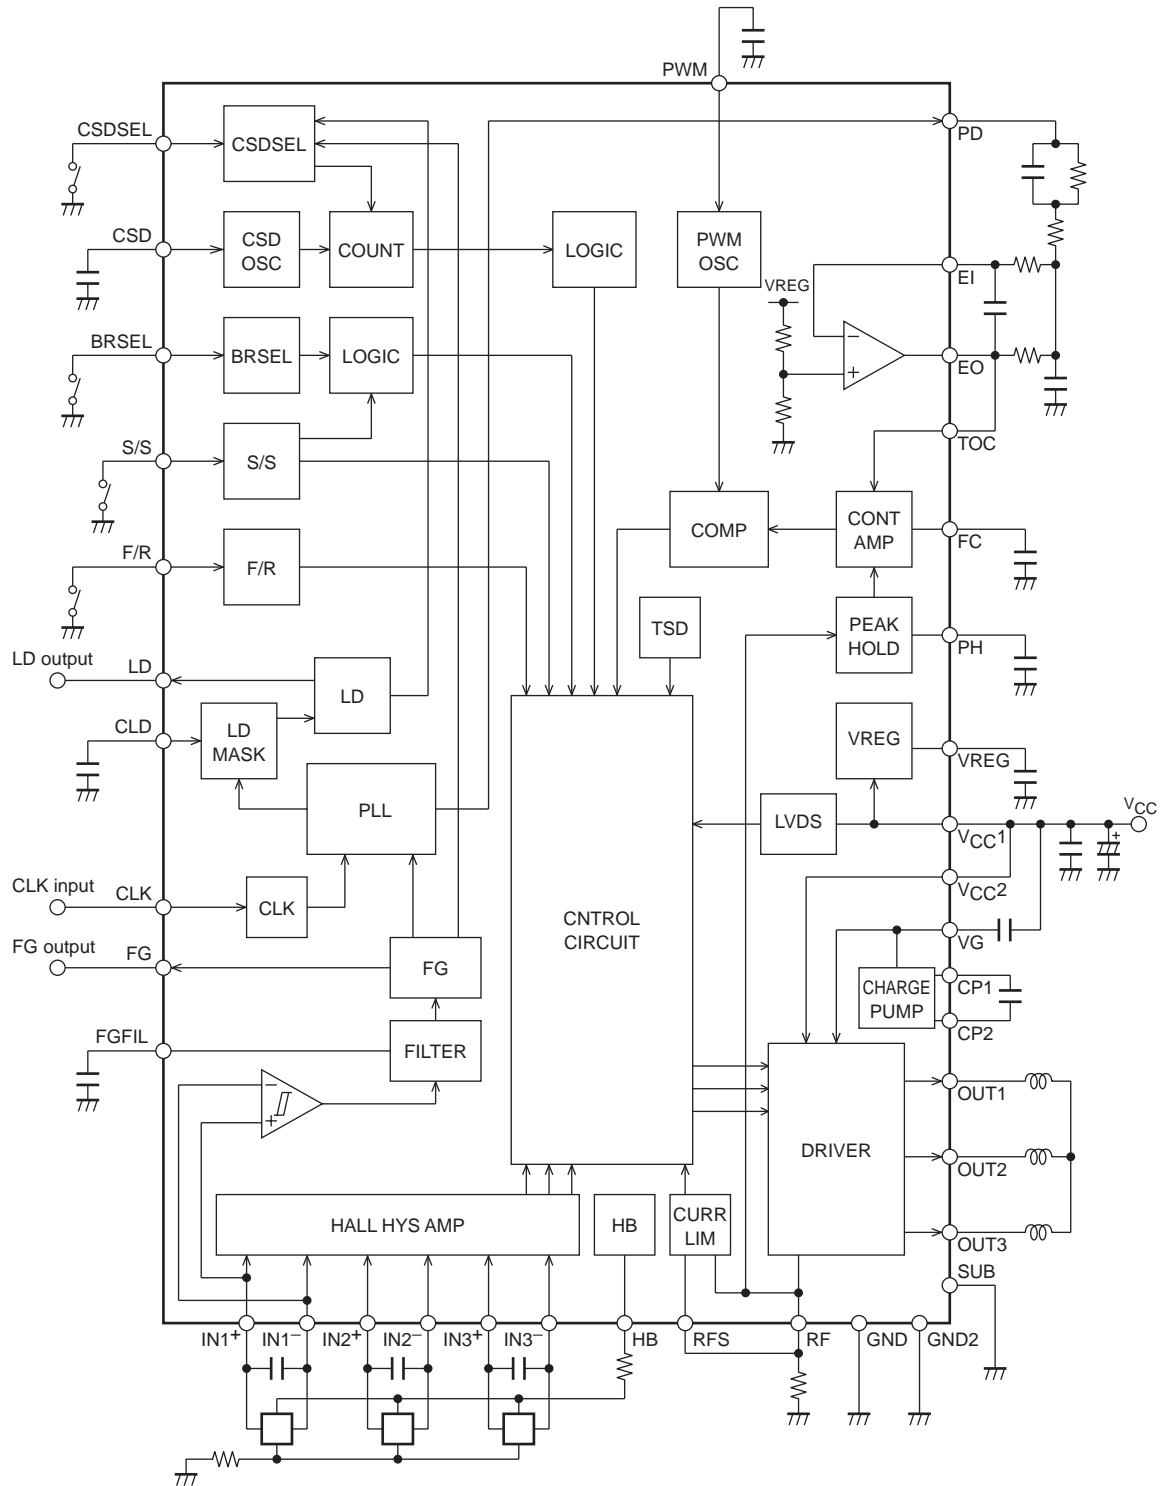 PWM
CSDSEL
CSDSEL
PD
CSD
CSD
OSC
COUNT
LOGIC
PWM
OSC
EI
VREG
BRSEL
BRSEL
LOGIC
−
+
EO
S/S
S/S
TOC
COMP
CONT
AMP
FC
F/R
F/R
TSD
PEAK
HOLD
PH
LD output
LD
LD
CLD
LD
MASK
VREG
VREG
PLL
LVDS
VCC1
VCC
+
VCC2
CLK input
CLK
CLK
CNTROL
CIRCUIT
VG
FG output
FG
FG
CHARGE
PUMP
CP1
CP2
FGFIL
FILTER
−
+
DRIVER
OUT1
OUT2
OUT3
HALL HYS AMP
HB
CURR
LIM
SUB
IN1+
IN1−
IN2+
IN2−
IN3+
IN3−
HB
RFS
RF
GND
GND2